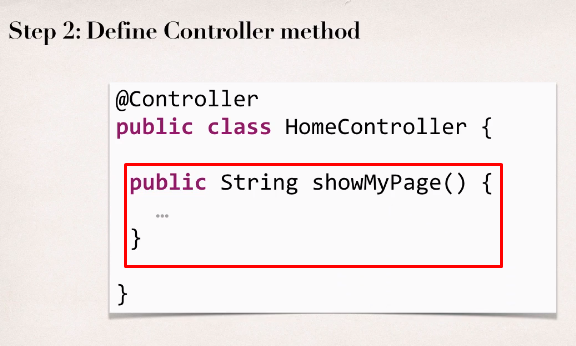 Step 2: Define Controller method
@Controller
public class HomeController {
public String showMyPage() {
…
}
}